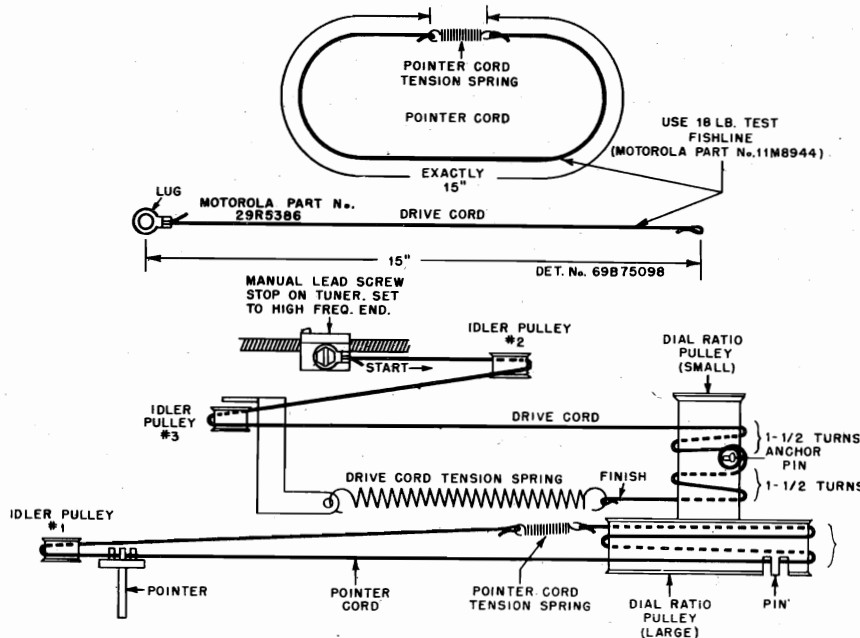 POINTER CORD
TENSION SPRING
POINTER CORD
USE 18 LB. TEST
FISHLINE
(MOTOROLA PART No.11M8944)
EXACTLY
15"
LUG
MOTOROLA PART No.
29R5386
DRIVE CORD
15"
DET. No. 69B75098
MANUAL LEAD SCREW
STOP ON TUNER. SET
TO HIGH FREQ. END.
IDLER PULLEY
#2
DIAL RATIO
PULLEY
(SMALL)
START
IDLER
PULLEY
#3
DRIVE CORD
1-1/2 TURNS
ANCHOR
PIN
DRIVE CORD TENSION SPRING
FINISH
1-1/2 TURNS
IDLER PULLEY
#1
POINTER
POINTER
CORD
POINTER CORD
TENSION SPRING
DIAL RATIO
PULLEY
(LARGE)
PIN